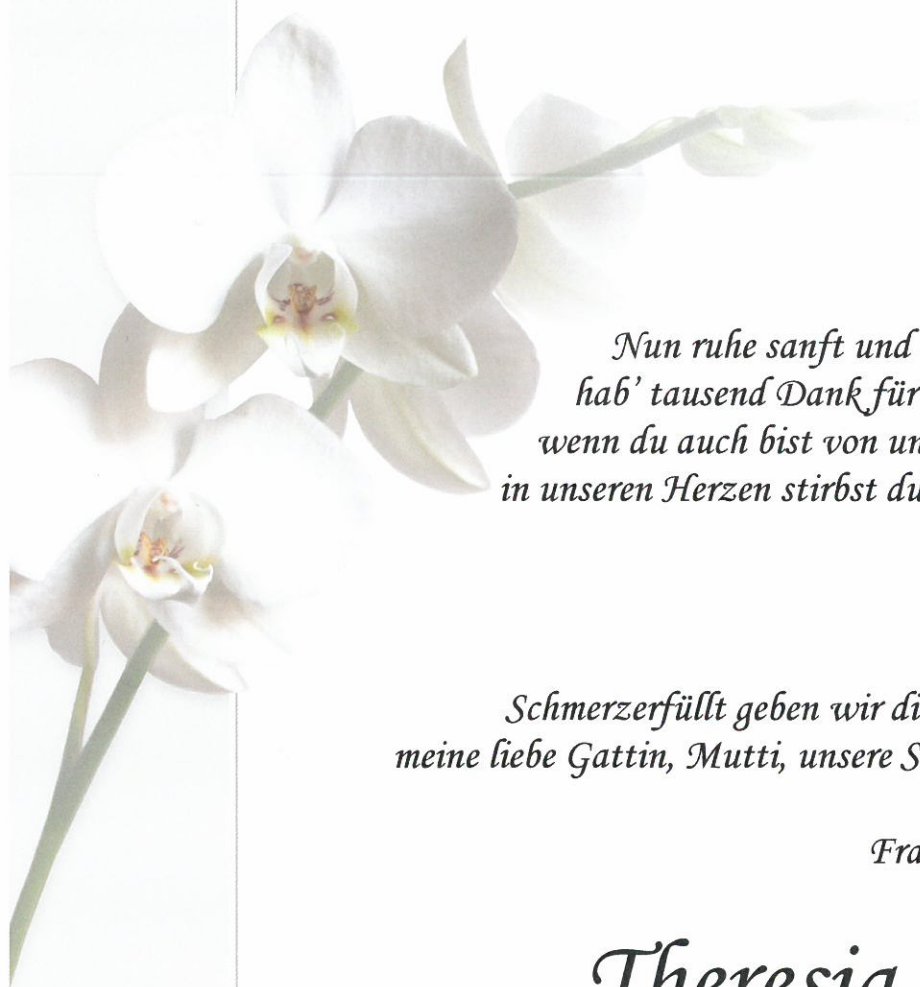 Nun ruhe sanft und
hab' tausend Dank für
wenn du auch bist von un
in unseren Herzen stirbst du
Schmerzerfüllt geben wir di
meine liebe Gattin, Mutti, unsere S
Fra
Theresia